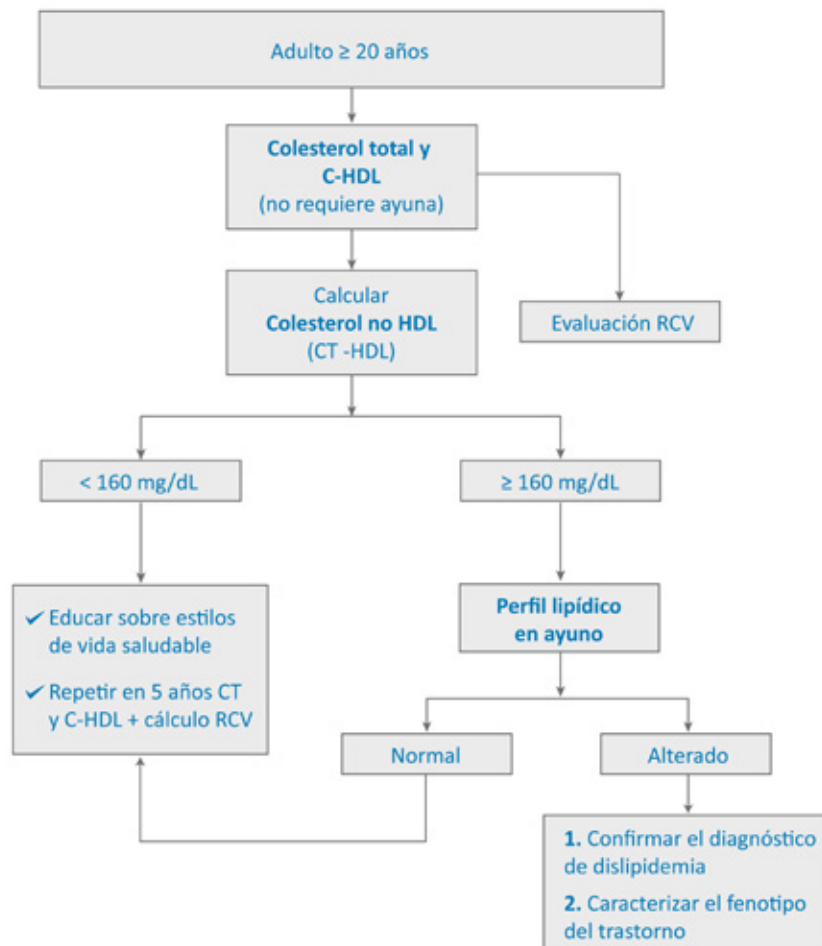 Adulto ≥ 20 años
Colesterol total y
C-HDL
(no requiere ayuna)
Calcular
Colesterol no HDL
(CT -HDL)
Evaluación RCV
< 160 mg/dL
≥ 160 mg/dL
✓ Educar sobre estilos
de vida saludable
✓ Repetir en 5 años CT
y C-HDL + cálculo RCV
Perfil lipídico
en ayuno
Normal
Alterado
1. Confirmar el diagnóstico
de dislipidemia
2. Caracterizar el fenotipo
del trastorno